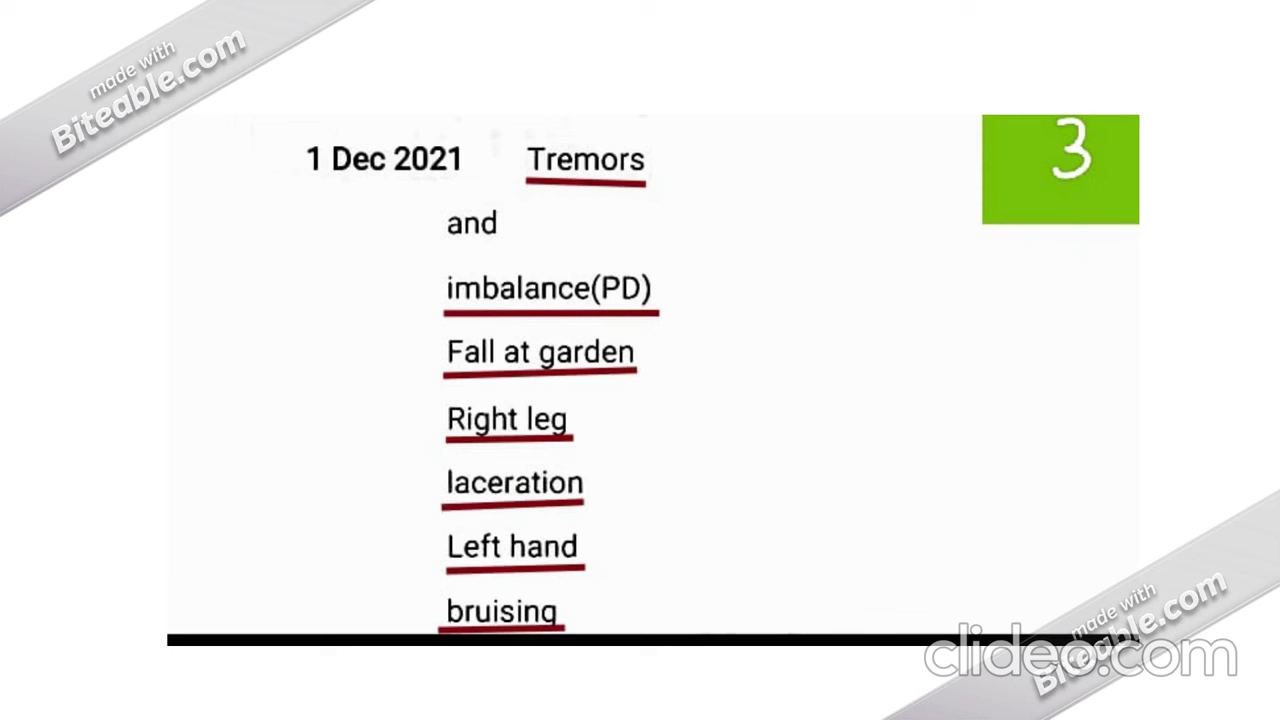 made with
Biteable.com
1 Dec 2021 Tremors
3
and
imbalance(PD)
Fall at garden
Right leg
laceration
Left hand
bruising
made with
Biteable.com
clideo.com